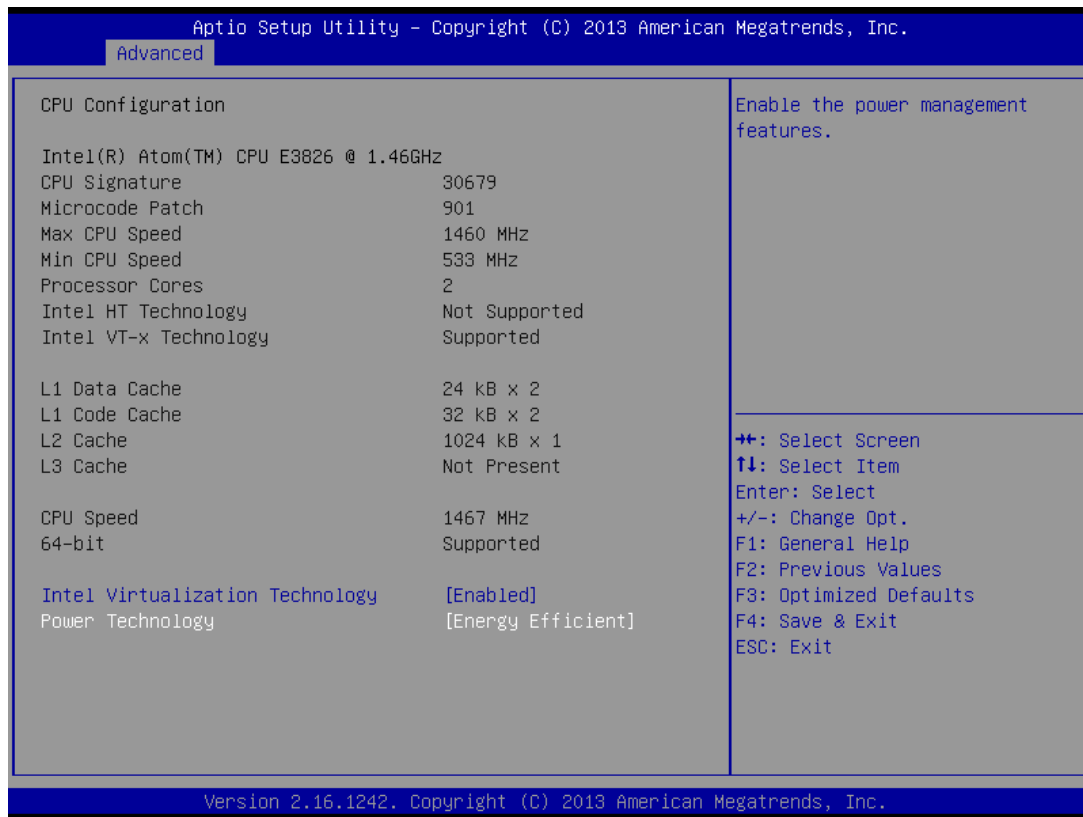 Aptio Setup Utility – Copyright (C) 2013 American Megatrends, Inc.
Advanced
CPU Configuration
Intel(R) Atom(TM) CPU E3826 @ 1.46GHz
CPU Signature 30679
Microcode Patch 901
Max CPU Speed 1460 MHz
Min CPU Speed 533 MHz
Processor Cores 2
Intel HT Technology Not Supported
Intel VT-x Technology Supported
L1 Data Cache 24 kB x 2
L1 Code Cache 32 kB x 2
L2 Cache 1024 kB x 1
L3 Cache Not Present
CPU Speed 1467 MHz
64-bit Supported
Intel Virtualization Technology [Enabled]
Power Technology [Energy Efficient]
Enable the power management
features.
→←: Select Screen
↑↓: Select Item
Enter: Select
+/-: Change Opt.
F1: General Help
F2: Previous Values
F3: Optimized Defaults
F4: Save & Exit
ESC: Exit
Version 2.16.1242. Copyright (C) 2013 American Megatrends, Inc.